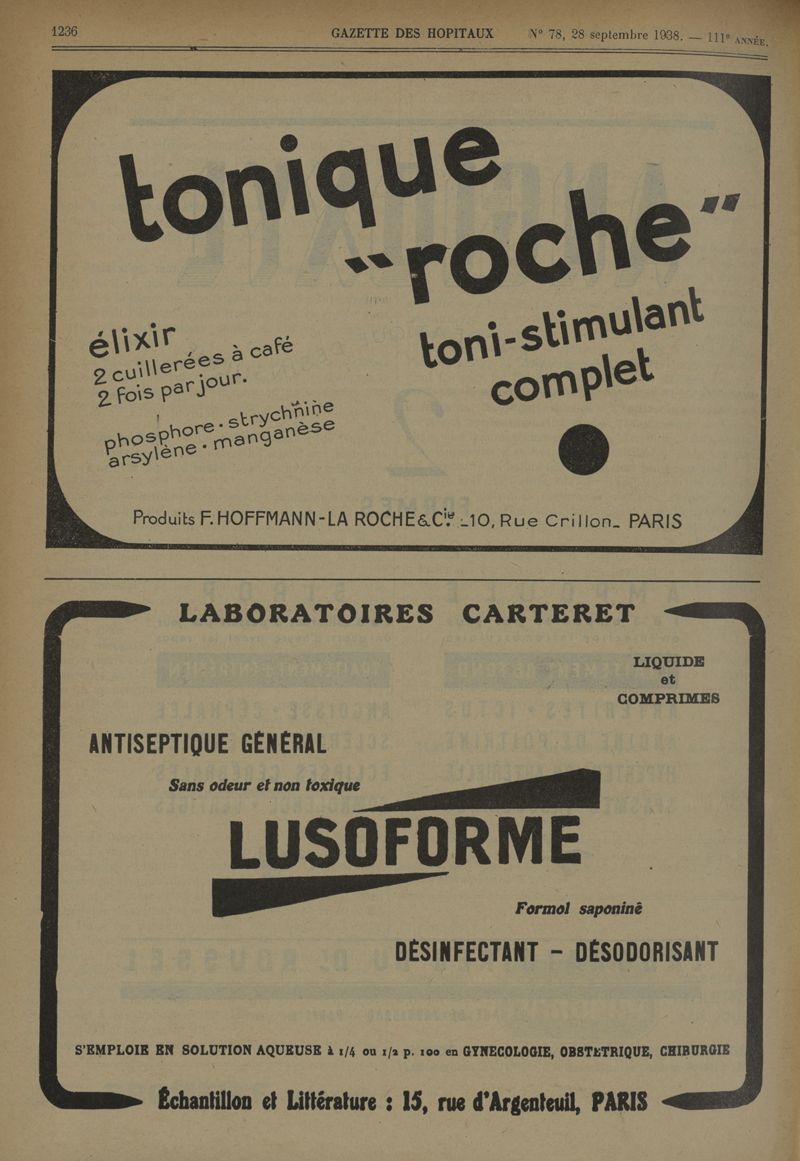 1236
GAZETTE DES HOPITAUX
N° 78, 28 septembre 1938. — 111e ANNÉE.
tonique
"roche"
toni-stimulant
complet
élixir
2 cuillerées à café
2 fois par jour.
phosphore · strychnine
arsylène · manganèse
Produits F. HOFFMANN-LA ROCHE & Cie _10, Rue Crillon_ PARIS
LABORATOIRES CARTERET
LIQUIDE
et
COMPRIMES
ANTISEPTIQUE GÉNÉRAL
Sans odeur et non toxique
LUSOFORME
Formol saponiné
DÉSINFECTANT – DÉSODORISANT
S'EMPLOIE EN SOLUTION AQUEUSE à 1/4 ou 1/2 p. 100 en GYNECOLOGIE, OBSTETRIQUE, CHIRURGIE
Échantillon et Littérature : 15, rue d'Argenteuil, PARIS